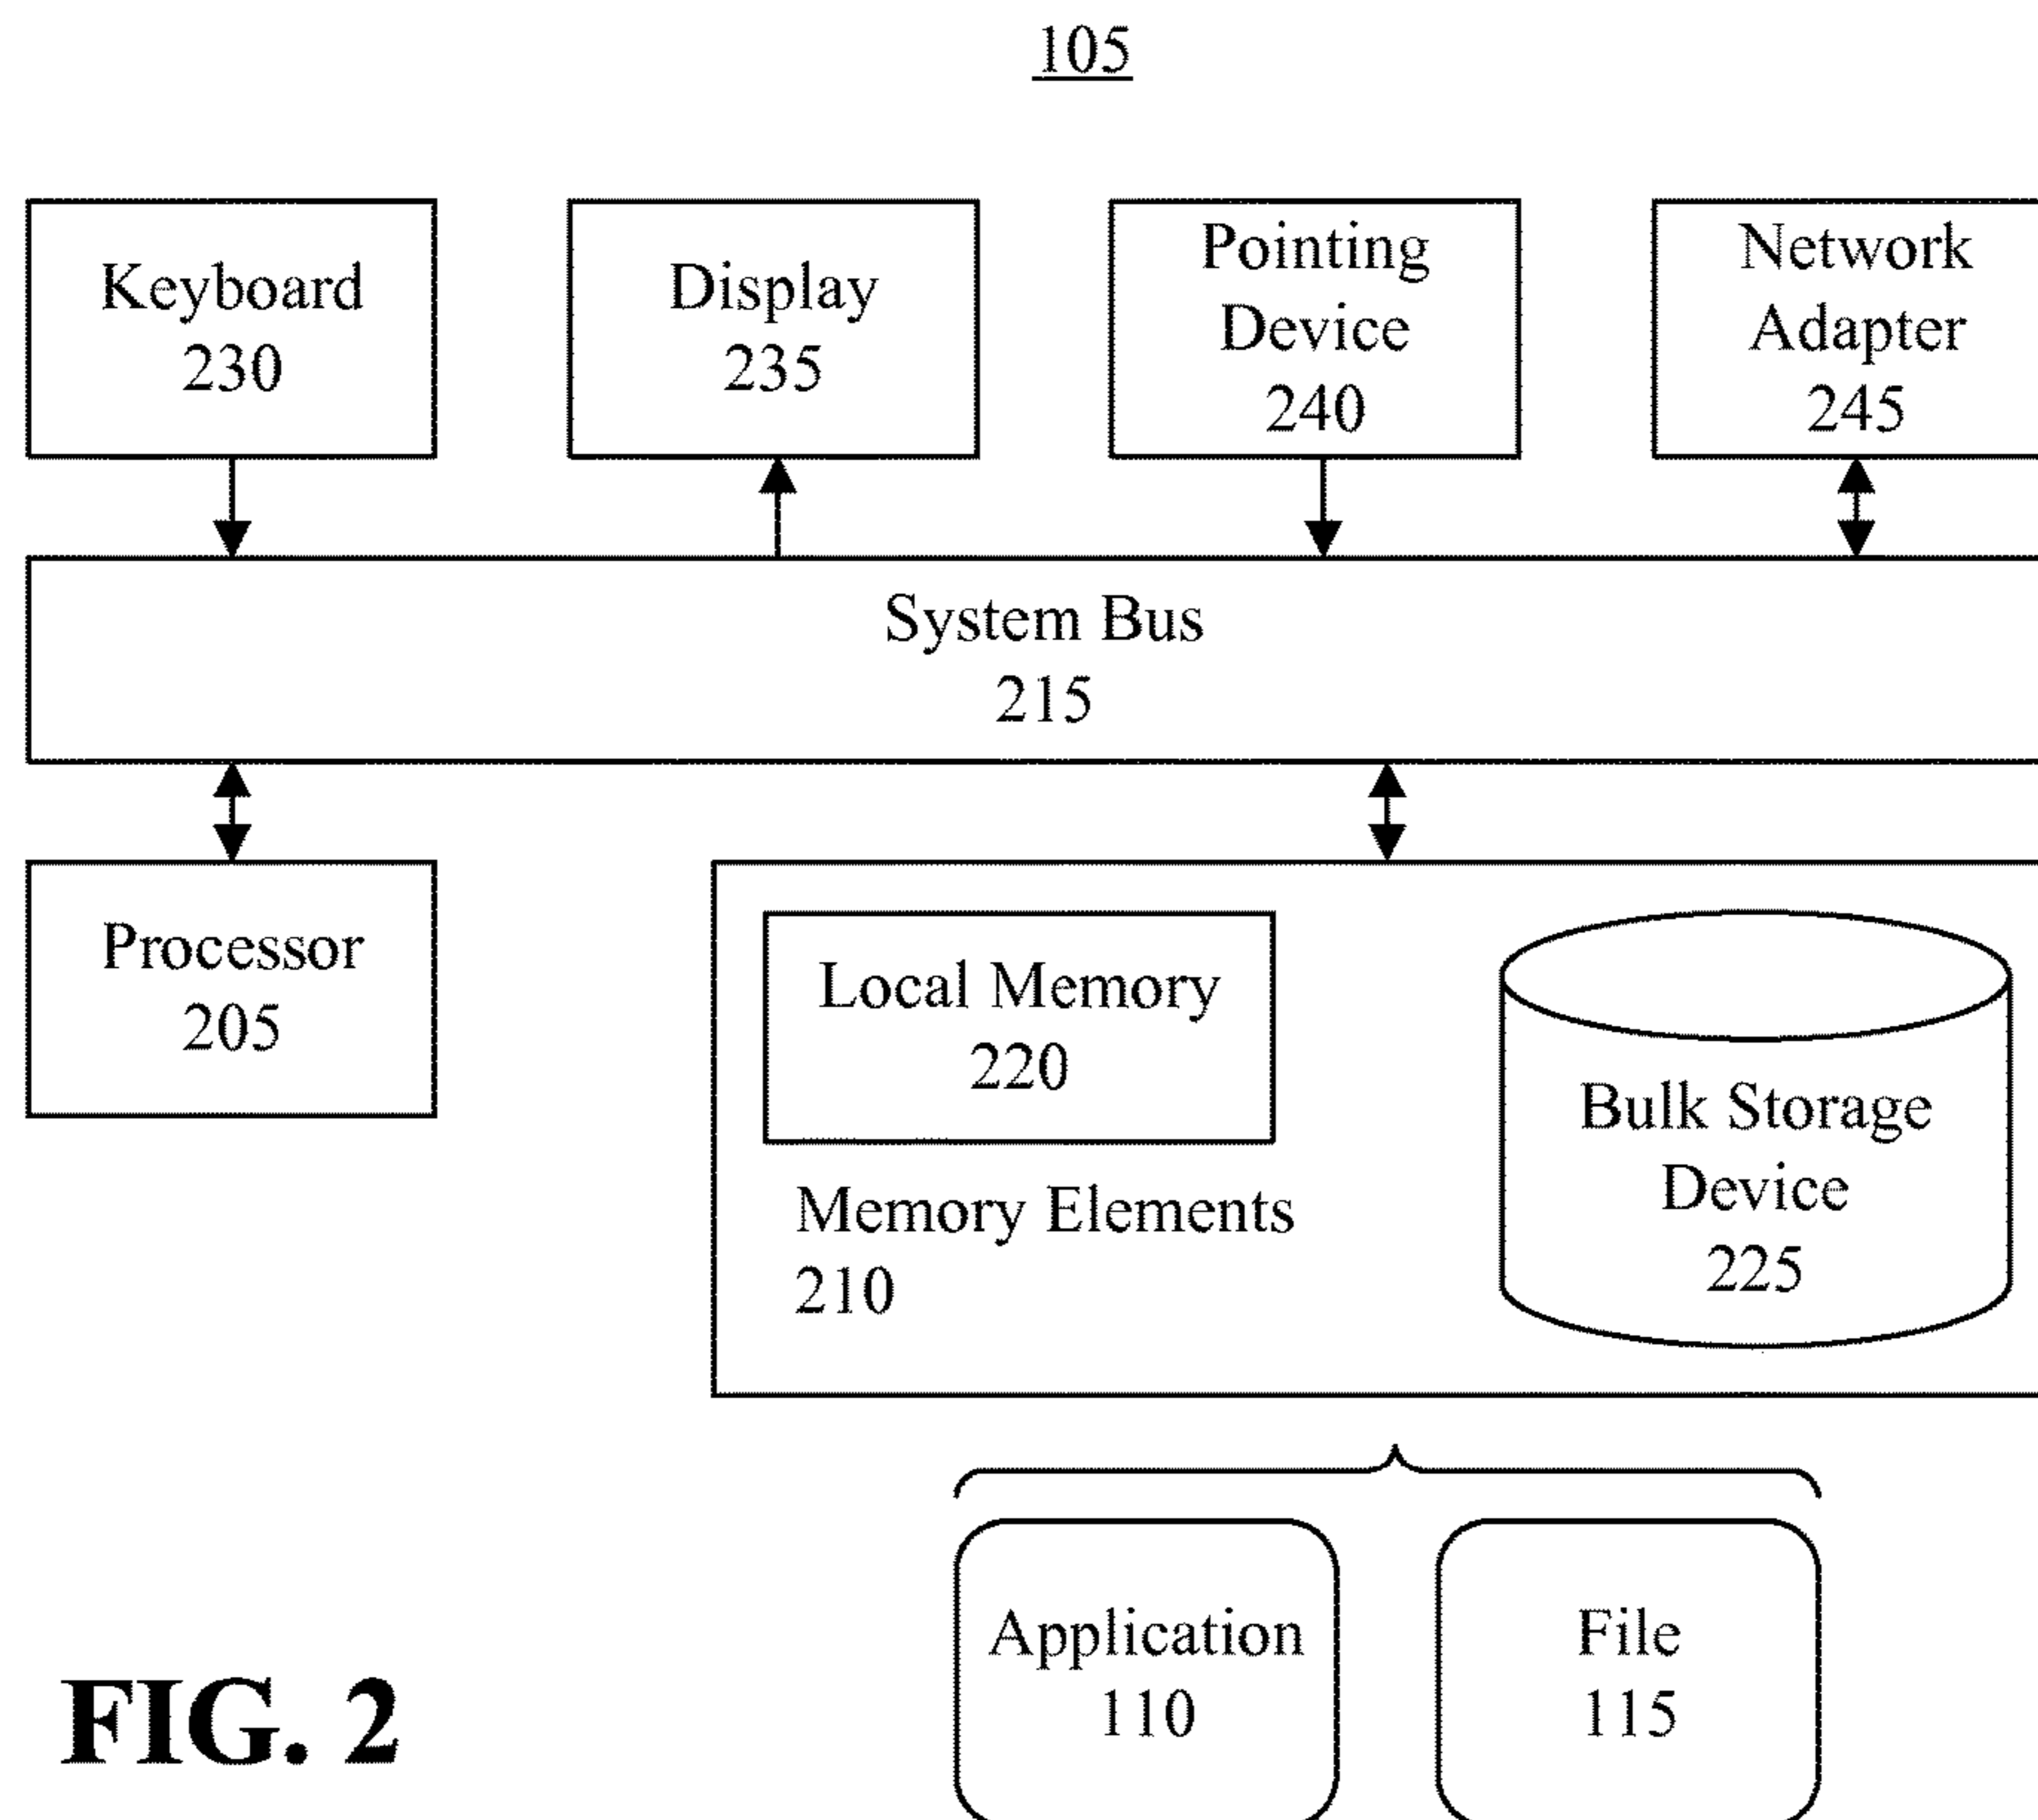 105
Keyboard
230
Display
235
Pointing
Device
240
Network
Adapter
245
System Bus
215
Processor
205
Local Memory
220
Memory Elements
210
Bulk Storage
Device
225
Application
110
File
115
FIG. 2